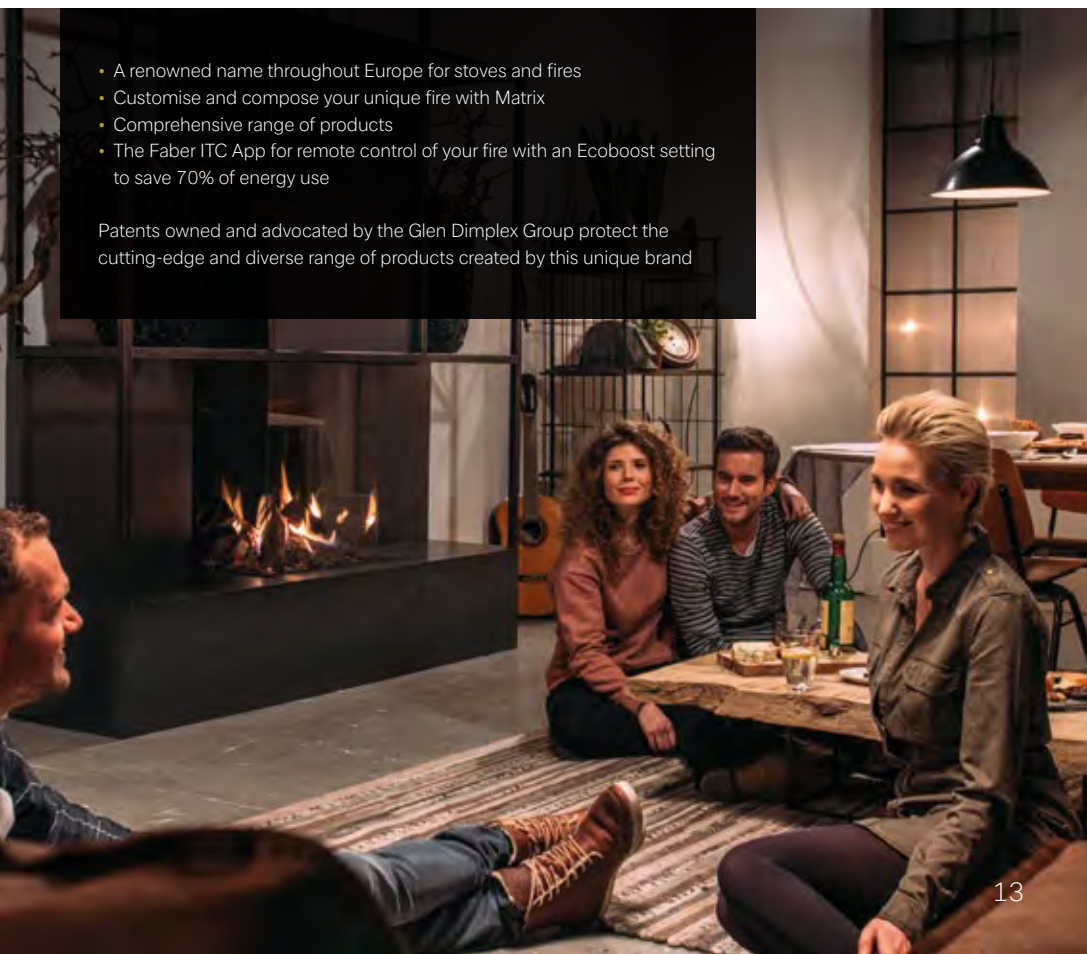 • A renowned name throughout Europe for stoves and fires
• Customise and compose your unique fire with Matrix
• Comprehensive range of products
• The Faber ITC App for remote control of your fire with an Ecoboost setting
to save 70% of energy use
Patents owned and advocated by the Glen Dimplex Group protect the
cutting-edge and diverse range of products created by this unique brand
13